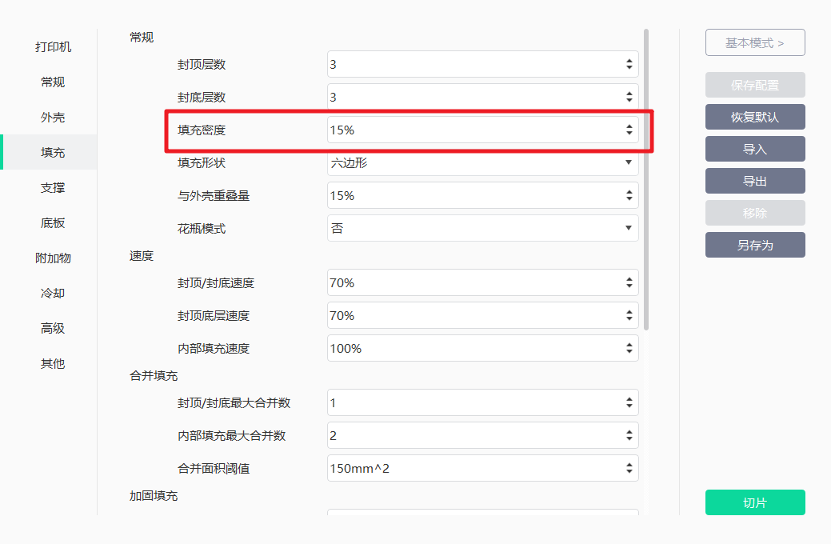 打印机
常规
外壳
填充
支撑
底板
附加物
冷却
高级
其他
常规
封顶层数 3
封底层数 3
填充密度 15%
填充形状 六边形
与外壳重叠量 15%
花瓶模式 否
速度
封顶/封底速度 70%
封顶底层速度 70%
内部填充速度 100%
合并填充
封顶/封底最大合并数 1
内部填充最大合并数 2
合并面积阈值 150mm^2
加固填充
基本模式 >
保存配置
恢复默认
导入
导出
移除
另存为
切片